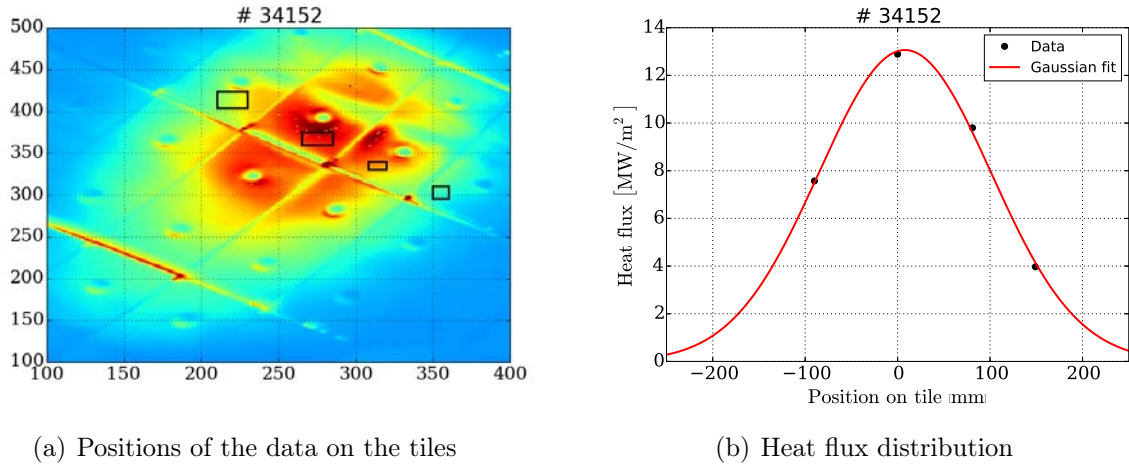 # 34152
500
450
400
350
300
250
200
150
100
100 150 200 250 300 350 400
(a) Positions of the data on the tiles
# 34152
Heat flux [MW/m²]
14
12
10
8
6
4
2
0
Data
Gaussian fit
−200 −100 0 100 200
Position on tile [mm]
(b) Heat flux distribution